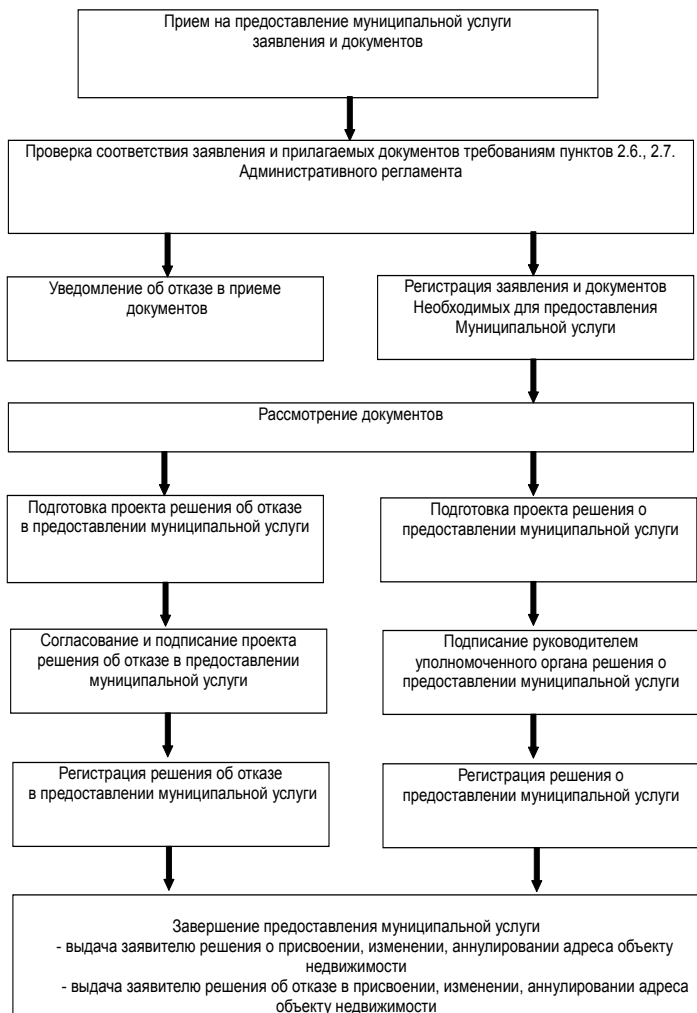 Прием на предоставление муниципальной услуги
заявления и документов
Проверка соответствия заявления и прилагаемых документов требованиям пунктов 2.6., 2.7.
Административного регламента
Уведомление об отказе в приеме
документов
Регистрация заявления и документов
Необходимых для предоставления
Муниципальной услуги
Рассмотрение документов
Подготовка проекта решения об отказе
в предоставлении муниципальной услуги
Подготовка проекта решения о
предоставлении муниципальной услуги
Согласование и подписание проекта
решения об отказе в предоставлении
муниципальной услуги
Подписание руководителем
уполномоченного органа решения о
предоставлении муниципальной услуги
Регистрация решения об отказе
в предоставлении муниципальной услуги
Регистрация решения о
предоставлении муниципальной услуги
Завершение предоставления муниципальной услуги
- выдача заявителю решения о присвоении, изменении, аннулировании адреса объекту
недвижимости
- выдача заявителю решения об отказе в присвоении, изменении, аннулировании адреса
объекту недвижимости